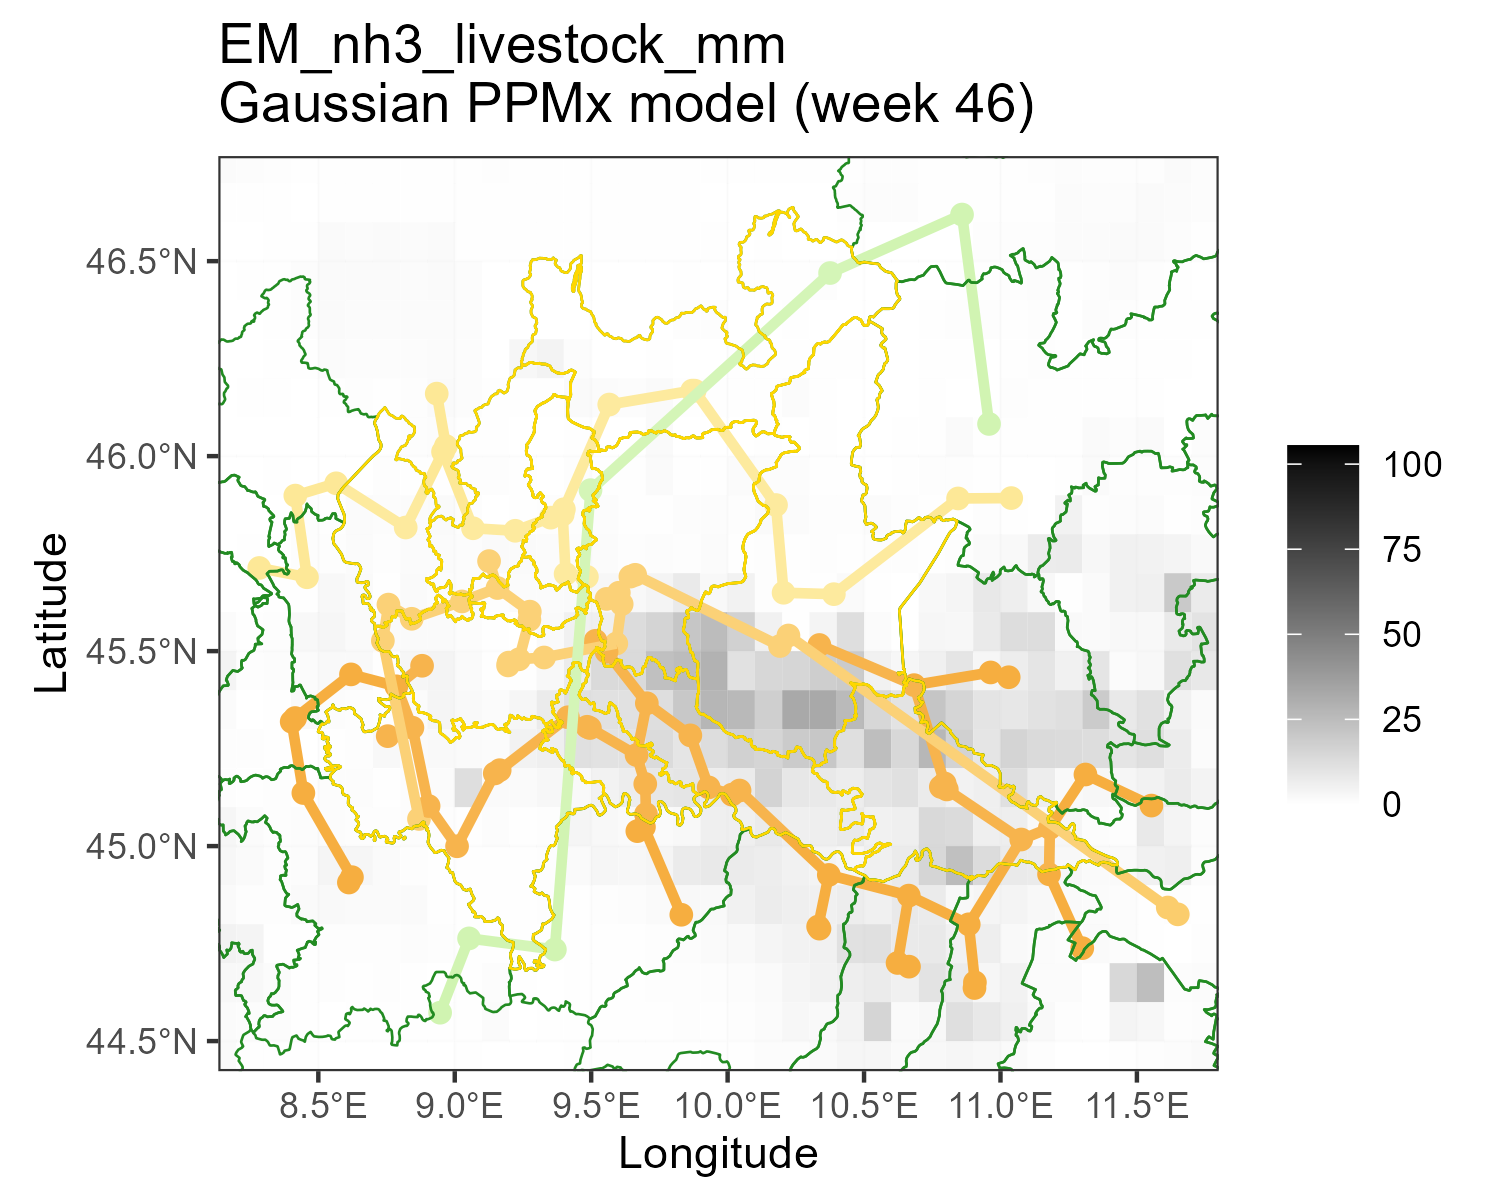 EM_nh3_livestock_mm
Gaussian PPMx model (week 46)
Latitude
46.5°N
46.0°N
45.5°N
45.0°N
44.5°N
8.5°E
9.0°E
9.5°E
10.0°E
10.5°E
11.0°E
11.5°E
Longitude
100
75
50
25
0